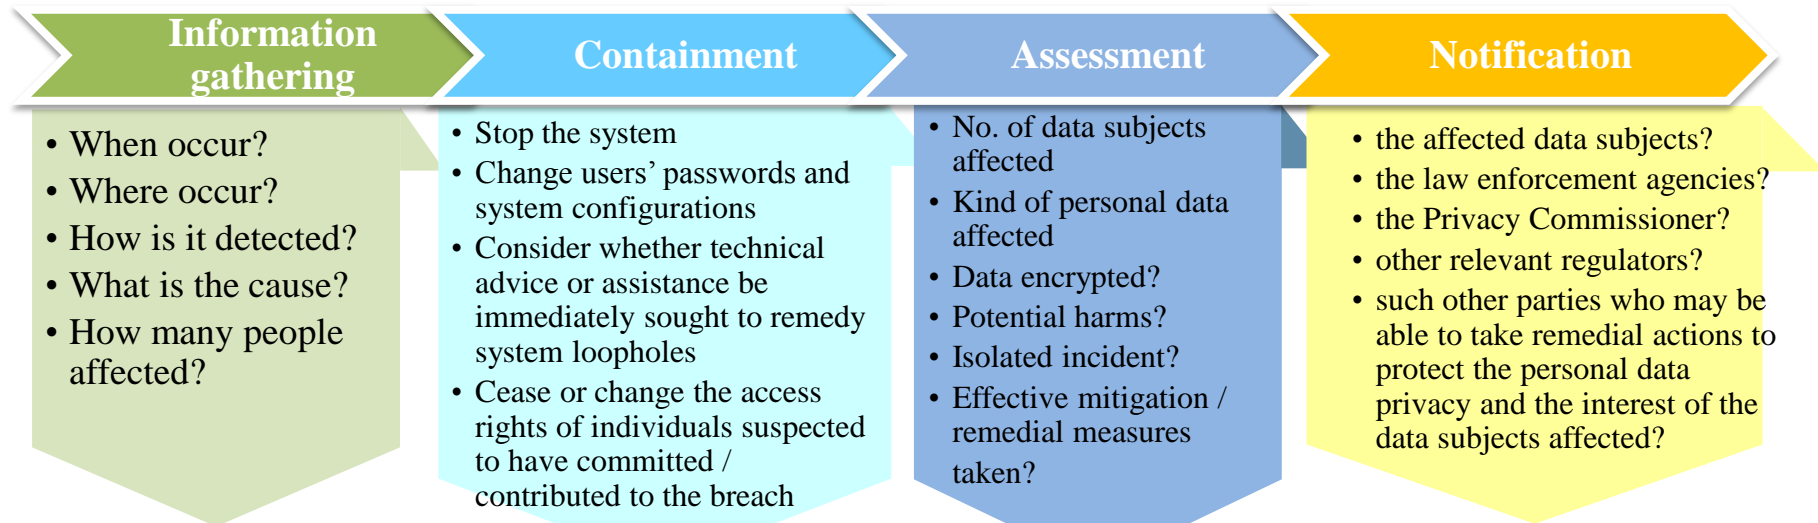 Information
gathering
Containment
Assessment
Notification
• When occur?
• Where occur?
• How is it detected?
• What is the cause?
• How many people
affected?
• Stop the system
• Change users’ passwords and
system configurations
• Consider whether technical
advice or assistance be
immediately sought to remedy
system loopholes
• Cease or change the access
rights of individuals suspected
to have committed /
contributed to the breach
• No. of data subjects
affected
• Kind of personal data
affected
• Data encrypted?
• Potential harms?
• Isolated incident?
• Effective mitigation /
remedial measures
taken?
• the affected data subjects?
• the law enforcement agencies?
• the Privacy Commissioner?
• other relevant regulators?
• such other parties who may be
able to take remedial actions to
protect the personal data
privacy and the interest of the
data subjects affected?